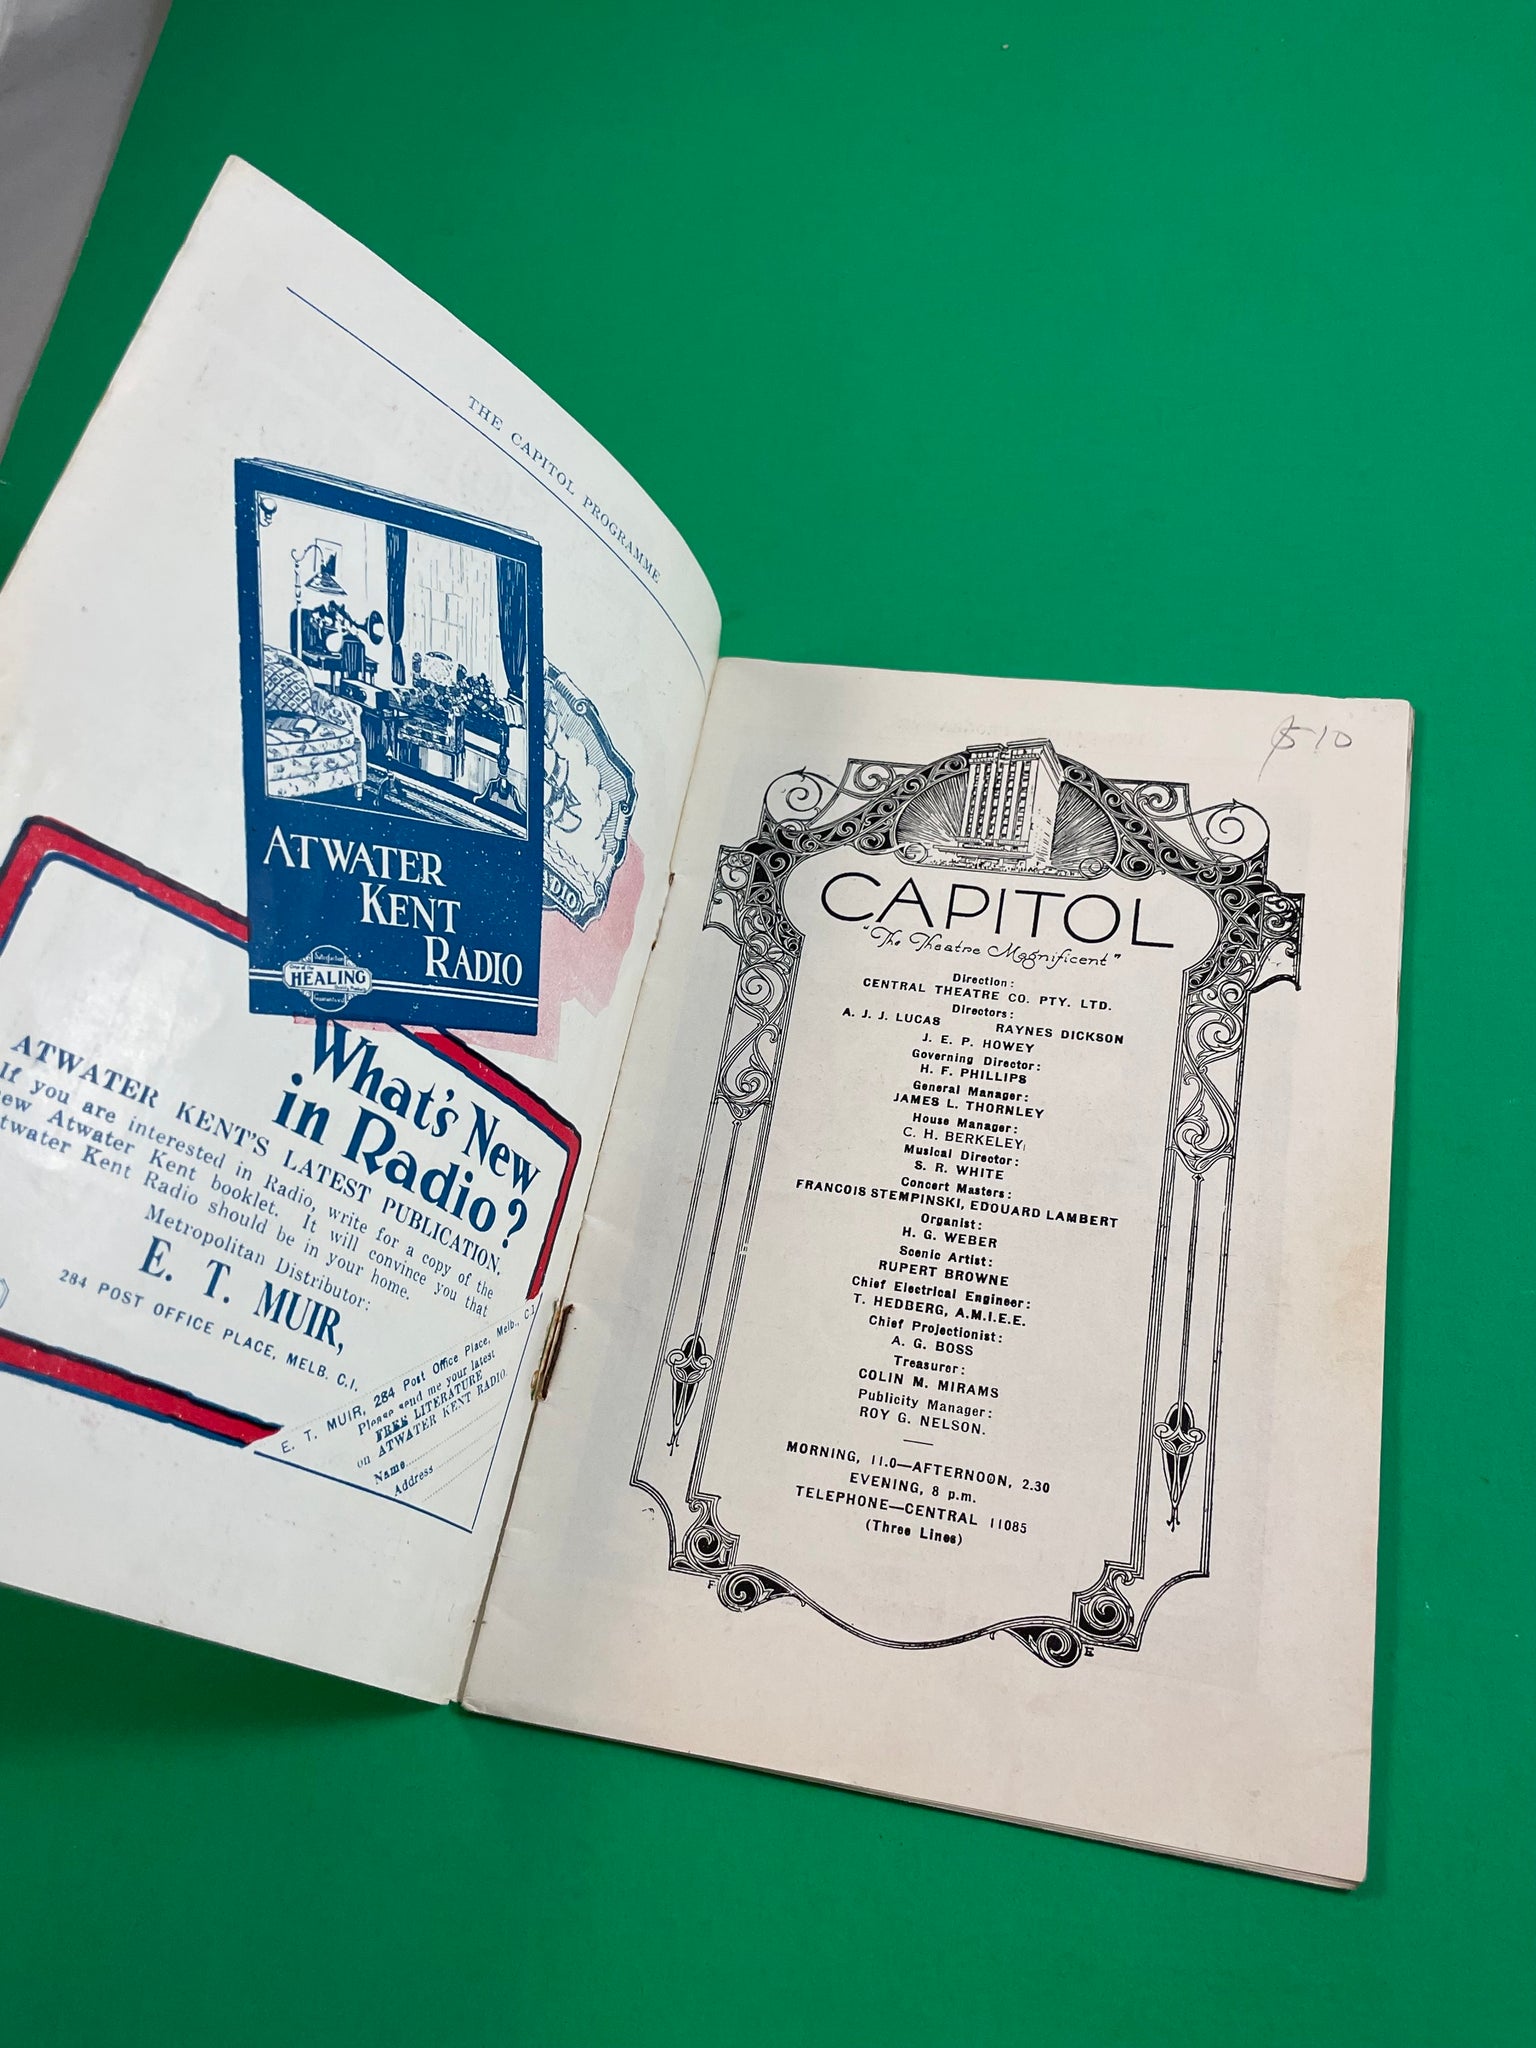 THE CAPITOL PROGRAMME
ATWATER
KENT
RADIO
HEALING
RADIO
What's New
in Radio?
ATWATER KENT'S LATEST PUBLICATION.
If you are interested in Radio, write for a copy of the
new Atwater Kent booklet. It will convince you that
Atwater Kent Radio should be in your home.
Metropolitan Distributor:
E. T. MUIR,
284 POST OFFICE PLACE, MELB. C.1.
E. T. MUIR, 284 Post Office Place, Melb., C.1
Please send me your latest
FREE LITERATURE
on ATWATER KENT RADIO.
Name
Address
$10
CAPITOL
"The Theatre Magnificent"
Direction:
CENTRAL THEATRE CO. PTY. LTD.
Directors:
A. J. J. LUCAS RAYNES DICKSON
J. E. P. HOWEY
Governing Director:
H. F. PHILLIPS
General Manager:
JAMES L. THORNLEY
House Manager:
C. H. BERKELEY
Musical Director:
S. R. WHITE
Concert Masters:
FRANCOIS STEMPINSKI, EDOUARD LAMBERT
Organist:
H. G. WEBER
Scenic Artist:
RUPERT BROWNE
Chief Electrical Engineer:
T. HEDBERG, A.M.I.E.E.
Chief Projectionist:
A. G. BOSS
Treasurer:
COLIN M. MIRAMS
Publicity Manager:
ROY G. NELSON.
MORNING, 11.0—AFTERNOON, 2.30
EVENING, 8 p.m.
TELEPHONE—CENTRAL 11085
(Three Lines)